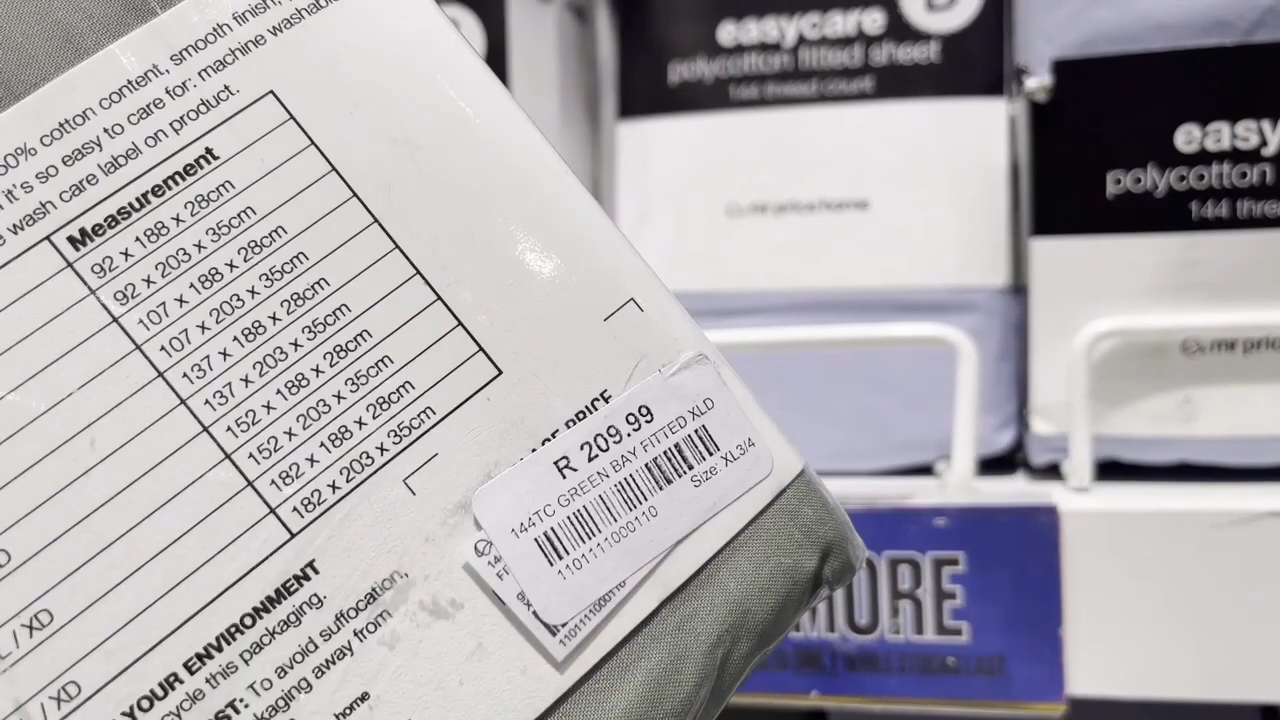 50% cotton content, smooth finish,
it's so easy to care for: machine washable
wash care label on product.
Measurement
92 x 188 x 28cm
92 x 203 x 35cm
107 x 188 x 28cm
107 x 203 x 35cm
137 x 188 x 28cm
137 x 203 x 35cm
152 x 188 x 28cm
152 x 203 x 35cm
182 x 188 x 28cm
182 x 203 x 35cm
/ XD
/ XD
YOUR ENVIRONMENT
cycle this packaging.
To avoid suffocation,
away from
home
PRICE
R 209.99
144TC GREEN BAY FITTED XLD
Size: XL3/4
1101111000110
1101111000110
easycare
polycotton fitted sheet
144 thread count
mr price home
easy
polycotton
144 thre
mr pric
MORE